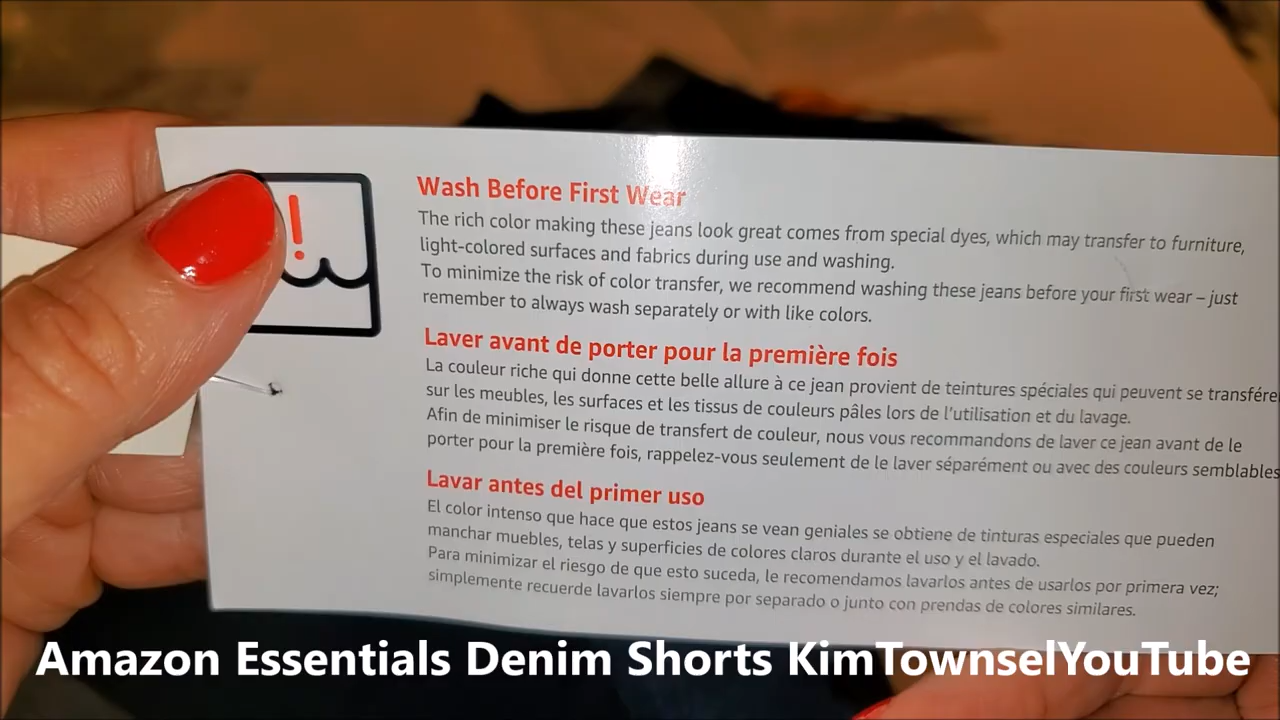 !
Wash Before First Wear
The rich color making these jeans look great comes from special dyes, which may transfer to furniture,
light-colored surfaces and fabrics during use and washing.
To minimize the risk of color transfer, we recommend washing these jeans before your first wear – just
remember to always wash separately or with like colors.
Laver avant de porter pour la première fois
La couleur riche qui donne cette belle allure à ce jean provient de teintures spéciales qui peuvent se transfére
sur les meubles, les surfaces et les tissus de couleurs pâles lors de l'utilisation et du lavage.
Afin de minimiser le risque de transfert de couleur, nous vous recommandons de laver ce jean avant de le
porter pour la première fois, rappelez-vous seulement de le laver séparément ou avec des couleurs semblables
Lavar antes del primer uso
El color intenso que hace que estos jeans se vean geniales se obtiene de tinturas especiales que pueden
manchar muebles, telas y superficies de colores claros durante el uso y el lavado.
Para minimizar el riesgo de que esto suceda, le recomendamos lavarlos antes de usarlos por primera vez;
simplemente recuerde lavarlos siempre por separado o junto con prendas de colores similares.
Amazon Essentials Denim Shorts KimTownselYouTube